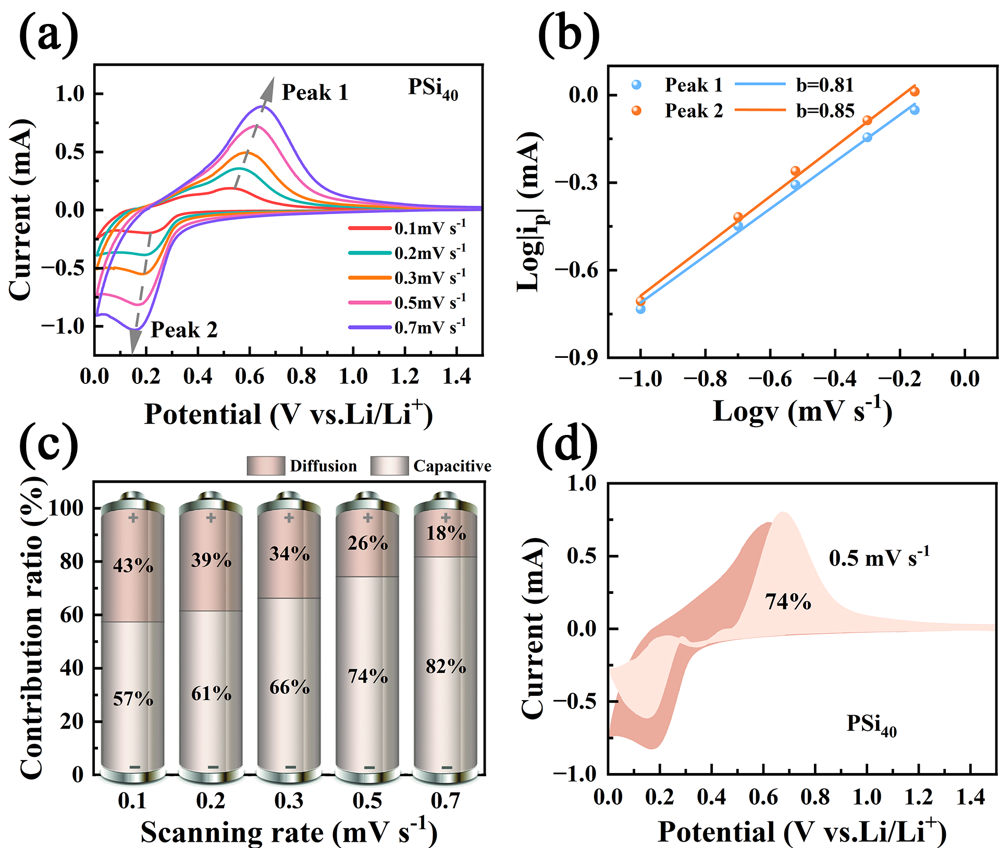 (a)
PSi40
Peak 1
Peak 2
0.1mV s-1
0.2mV s-1
0.3mV s-1
0.5mV s-1
0.7mV s-1
1.0
0.5
0.0
−0.5
−1.0
Current (mA)
0.0 0.2 0.4 0.6 0.8 1.0 1.2 1.4
Potential (V vs.Li/Li+)
(b)
Peak 1 b=0.81
Peak 2 b=0.85
0.0
−0.3
−0.6
−0.9
Log|ip| (mA)
−1.0 −0.8 −0.6 −0.4 −0.2 0.0
Logv (mV s-1)
(c)
Diffusion Capacitive
100
80
60
40
20
0
Contribution ratio (%)
+ + + + +
43% 39% 34% 26% 18%
57% 61% 66% 74% 82%
− − − − −
0.1 0.2 0.3 0.5 0.7
Scanning rate (mV s-1)
(d)
1.0
0.5
0.0
−0.5
−1.0
Current (mA)
0.5 mV s-1
74%
PSi40
0.0 0.2 0.4 0.6 0.8 1.0 1.2 1.4
Potential (V vs.Li/Li+)